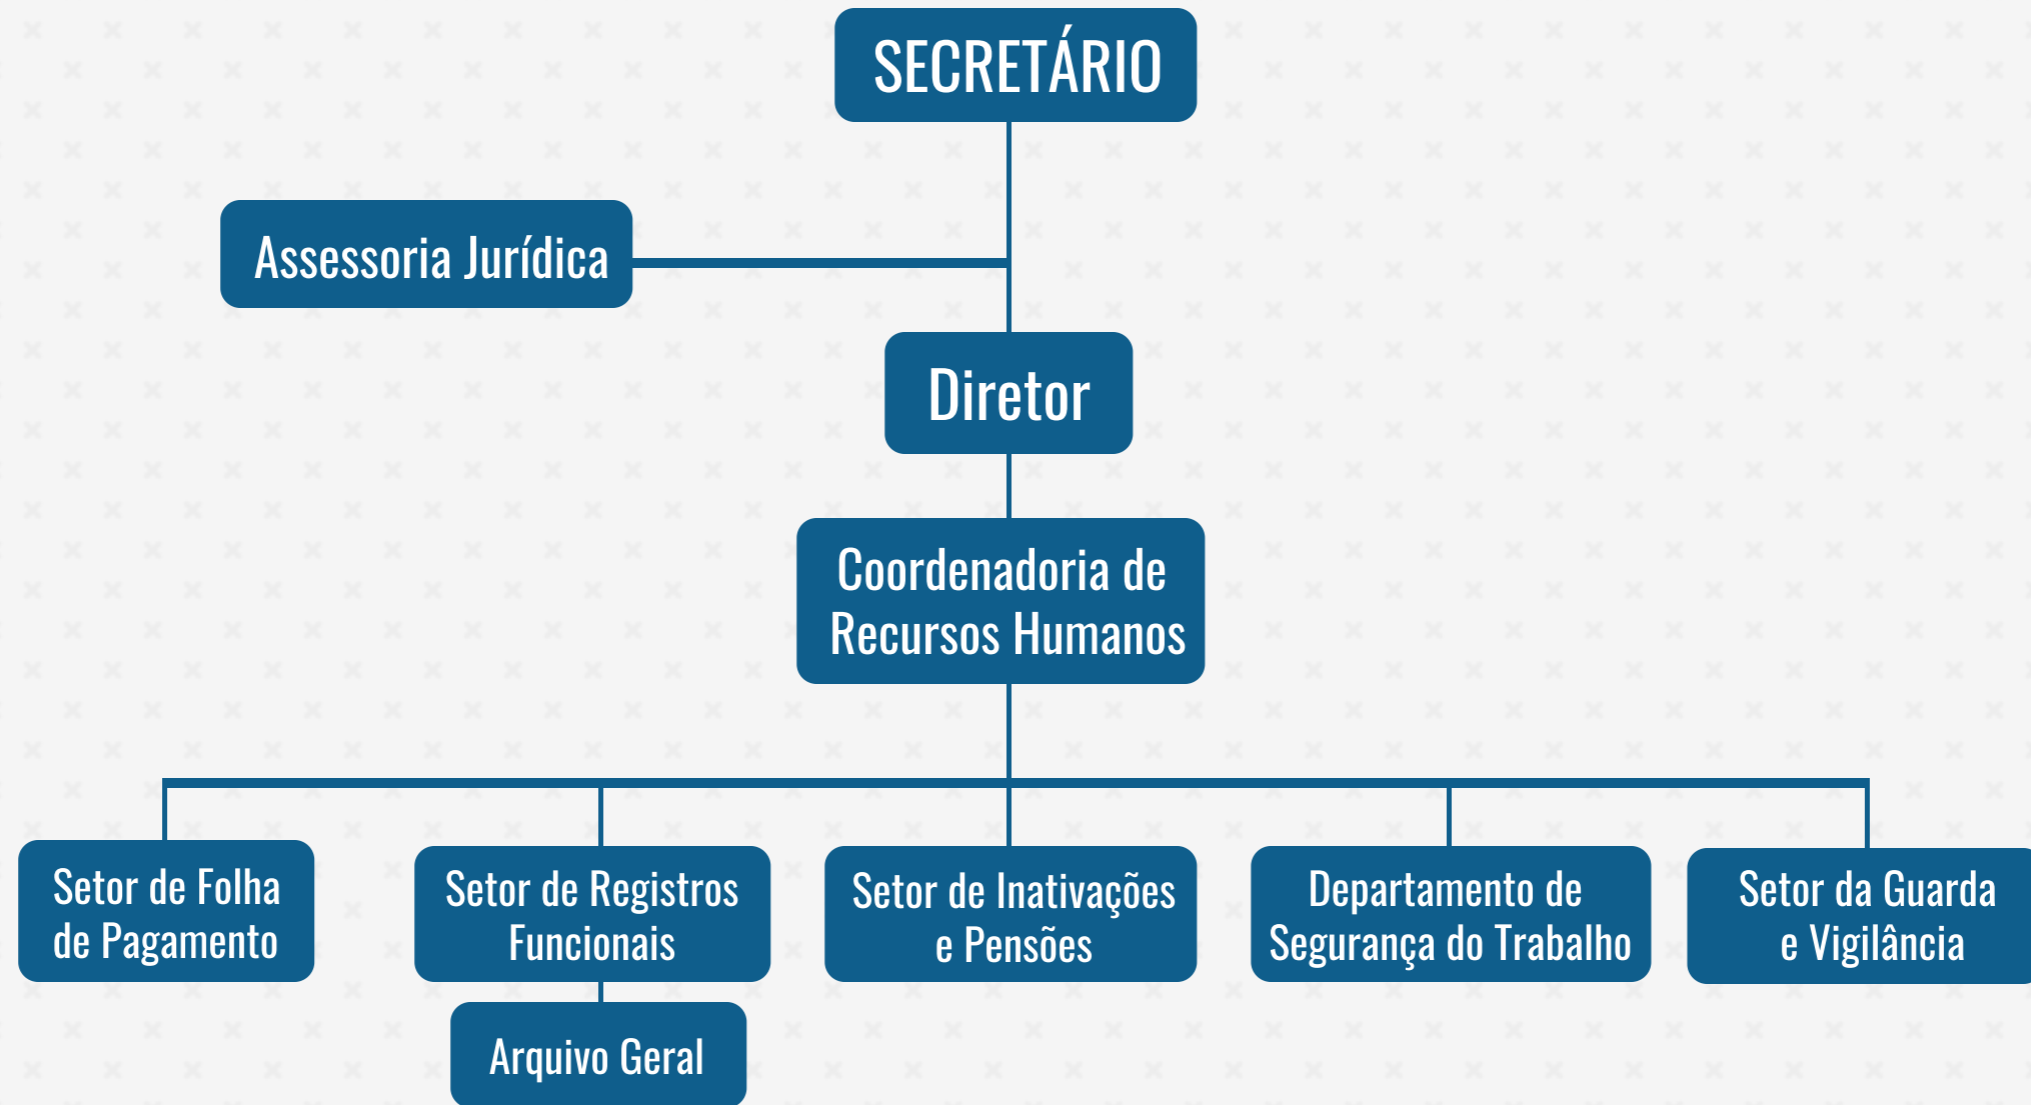 SECRETÁRIO
Assessoria Jurídica
Diretor
Coordenadoria de
Recursos Humanos
Setor de Folha
de Pagamento
Setor de Registros
Funcionais
Setor de Inativações
e Pensões
Departamento de
Segurança do Trabalho
Setor da Guarda
e Vigilância
Arquivo Geral